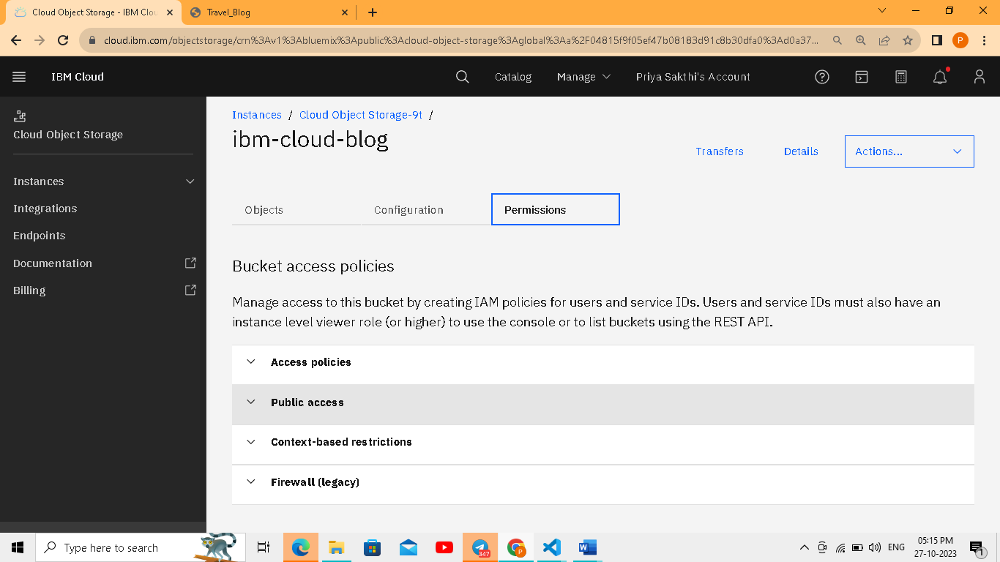 Cloud Object Storage - IBM Clou
Travel_Blog
cloud.ibm.com/objectstorage/crn%3Av1%3Abluemix%3Apublic%3Acloud-object-storage%3Aglobal%3Aa%2F04815f9f05ef47b08183d91c8b30dfa0%3Ad0a37...
P
IBM Cloud
Catalog
Manage
Priya Sakthi's Account
Cloud Object Storage
Instances
Integrations
Endpoints
Documentation
Billing
Instances / Cloud Object Storage-9t /
ibm-cloud-blog
Transfers
Details
Actions...
Objects
Configuration
Permissions
Bucket access policies
Manage access to this bucket by creating IAM policies for users and service IDs. Users and service IDs must also have an
instance level viewer role (or higher) to use the console or to list buckets using the REST API.
Access policies
Public access
Context-based restrictions
Firewall (legacy)
Type here to search
347
P
ENG
05:15 PM
27-10-2023
1